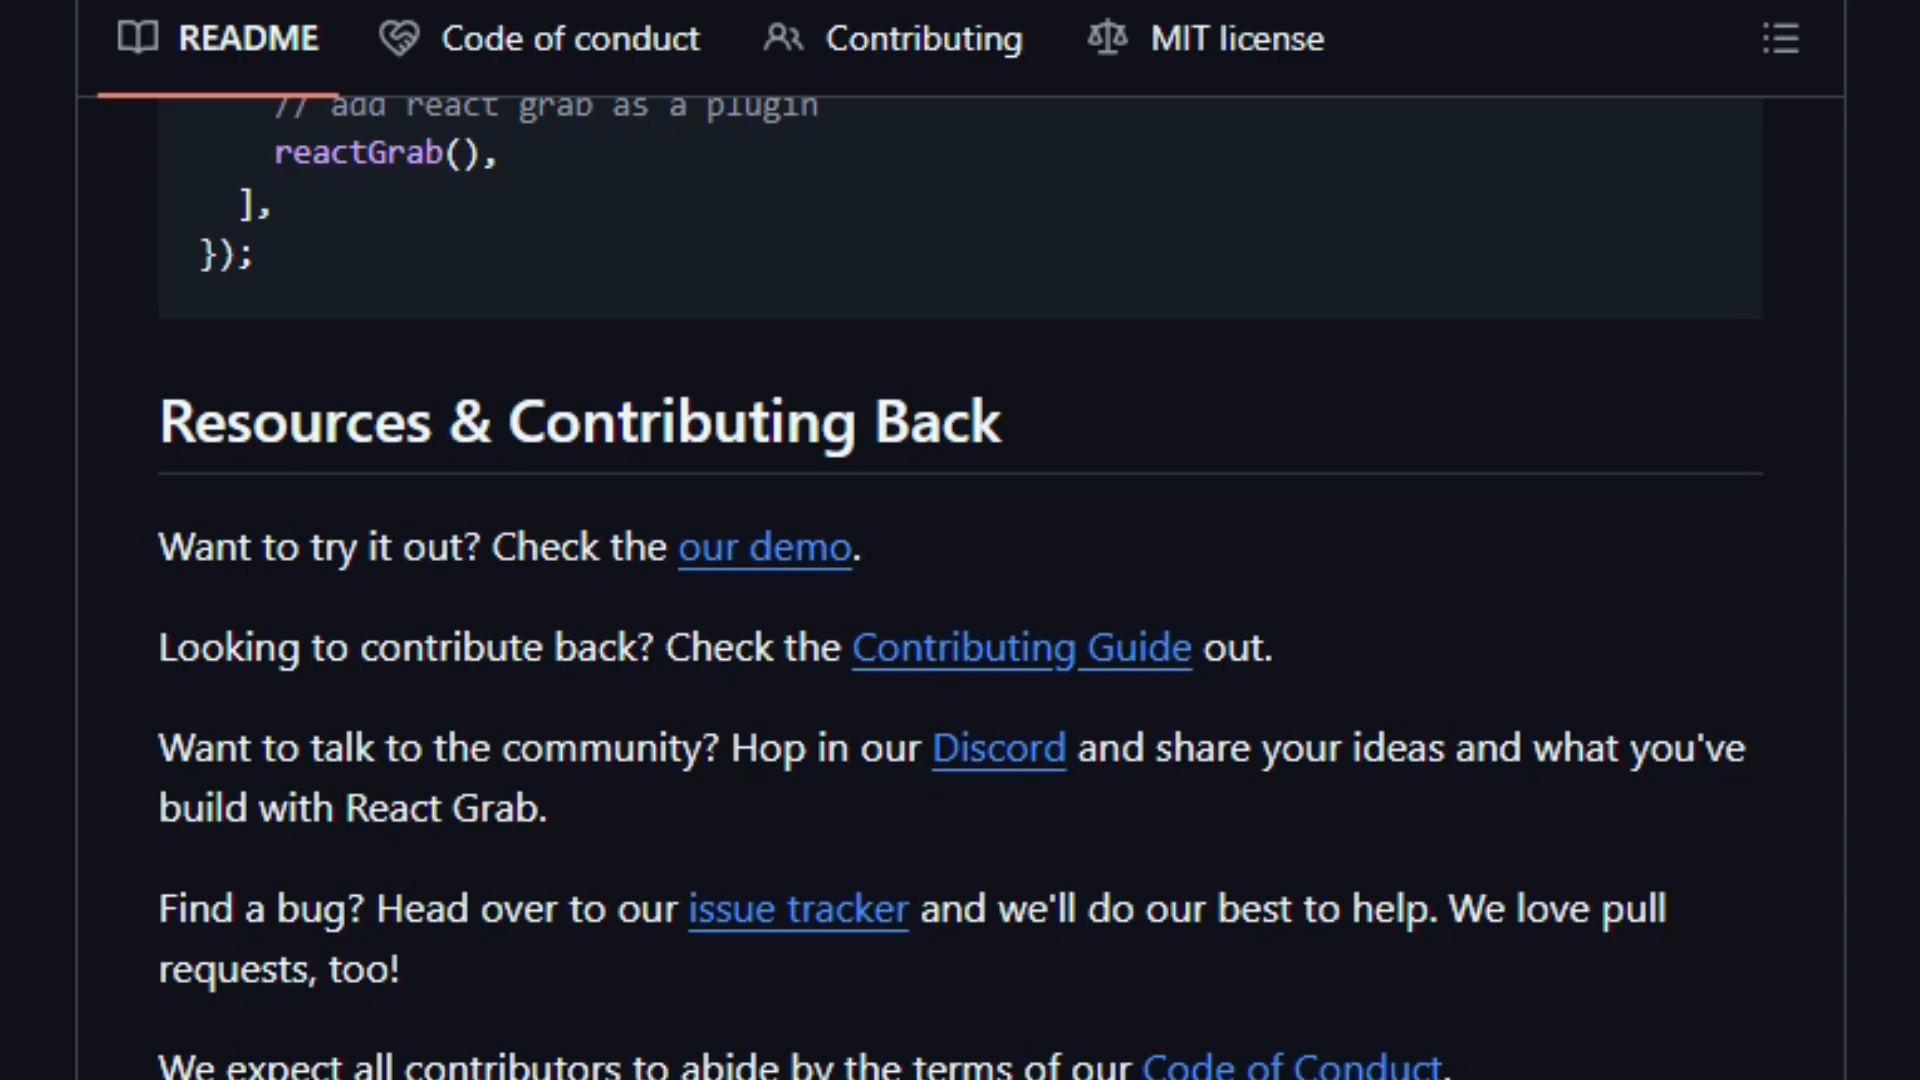 README Code of conduct Contributing MIT license
// add react grab as a plugin
reactGrab(),
],
});
Resources & Contributing Back
Want to try it out? Check the our demo.
Looking to contribute back? Check the Contributing Guide out.
Want to talk to the community? Hop in our Discord and share your ideas and what you've
build with React Grab.
Find a bug? Head over to our issue tracker and we'll do our best to help. We love pull
requests, too!
We expect all contributors to abide by the terms of our Code of Conduct.